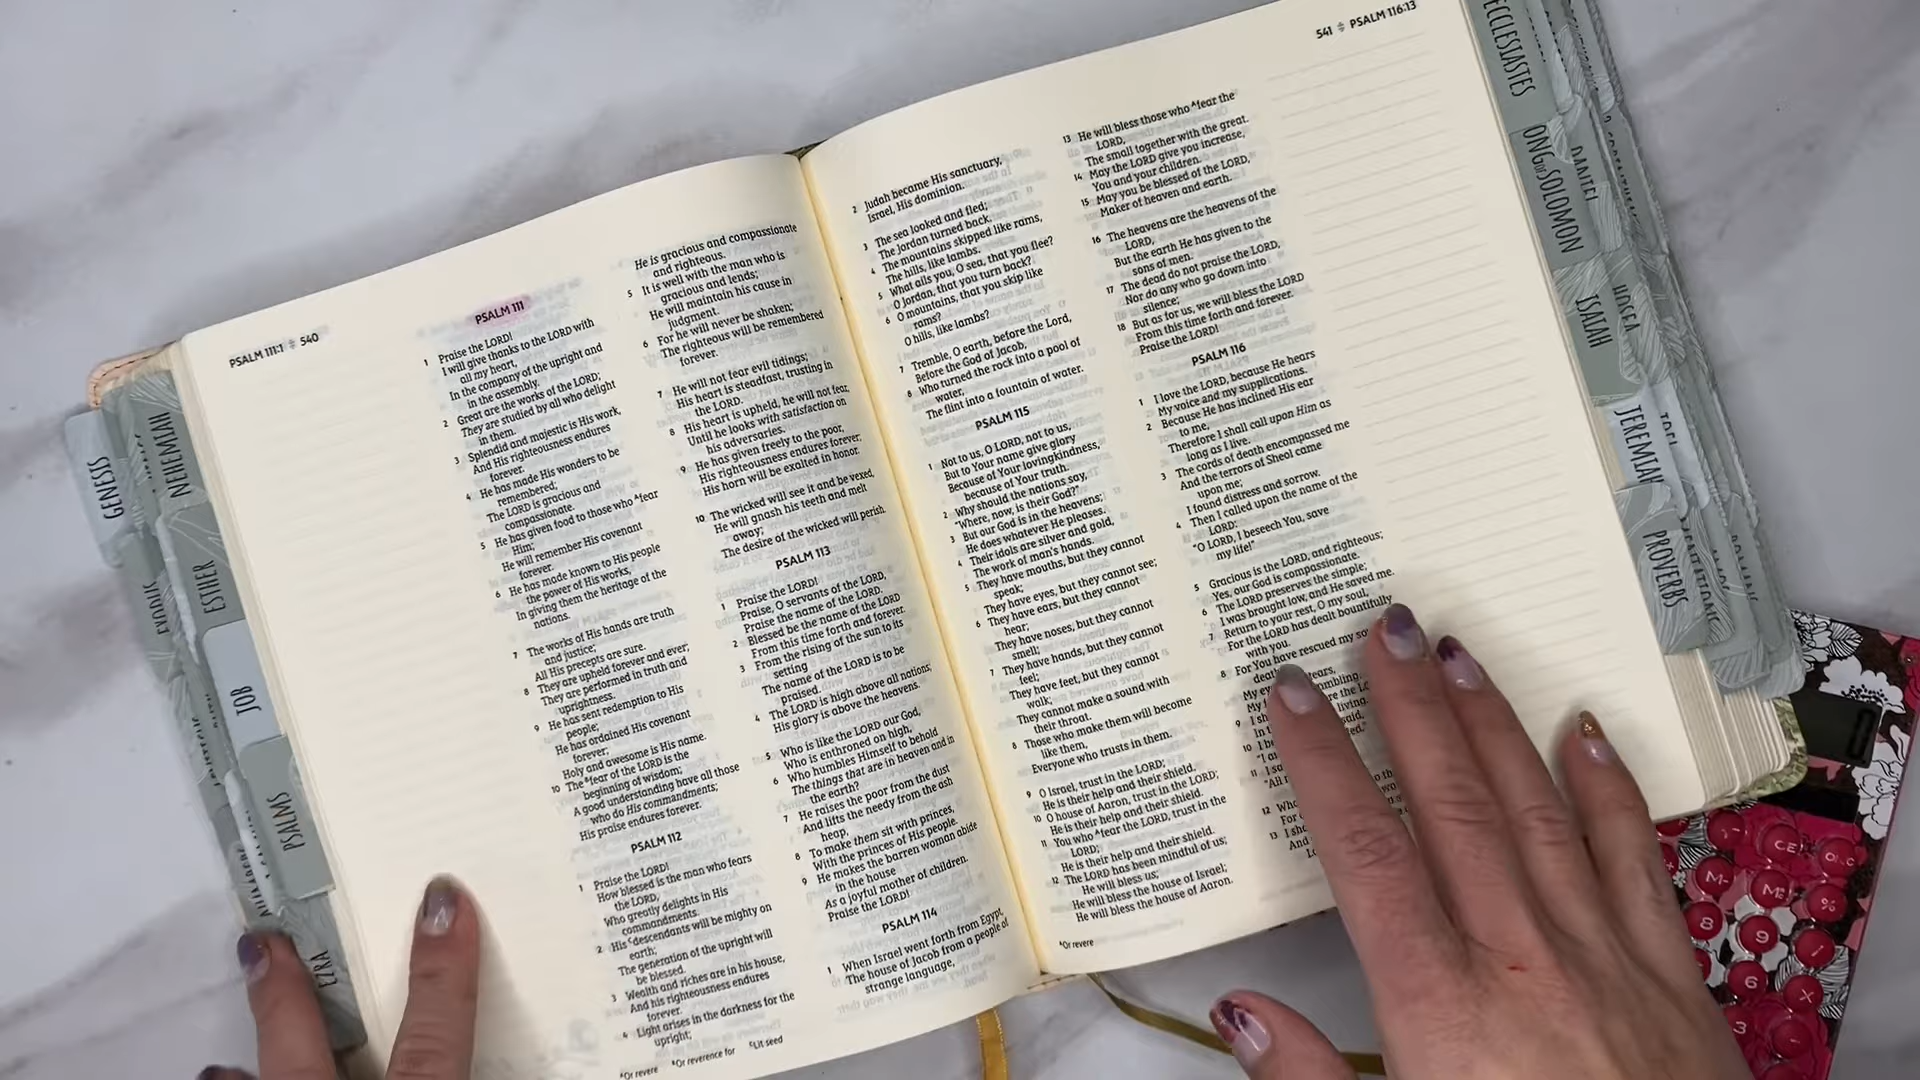 PSALM 111:1 540
PSALM 111
1 Praise the LORD!
I will give thanks to the LORD with
all my heart,
In the company of the upright and
in the assembly.
2 Great are the works of the LORD;
They are studied by all who delight
in them.
3 Splendid and majestic is His work,
And His righteousness endures
forever.
4 He has made His wonders to be
remembered;
The LORD is gracious and
compassionate.
5 He has given food to those who ᴬfear
Him;
He will remember His covenant
forever.
6 He has made known to His people
the power of His works,
In giving them the heritage of the
nations.
7 The works of His hands are truth
and justice;
All His precepts are sure.
8 They are upheld forever and ever;
They are performed in truth and
uprightness.
9 He has sent redemption to His
people;
He has ordained His covenant
forever;
Holy and awesome is His name.
10 The ᴮfear of the LORD is the
beginning of wisdom;
A good understanding have all those
who do His commandments;
His praise endures forever.
PSALM 112
1 Praise the LORD!
How blessed is the man who fears
the LORD,
Who greatly delights in His
commandments.
2 His ᶜdescendants will be mighty on
earth;
The generation of the upright will
be blessed.
3 Wealth and riches are in his house,
And his righteousness endures
forever.
4 Light arises in the darkness for the
upright;
ᴬOr revere ᴮOr reverence for ᶜLit seed
He is gracious and compassionate
and righteous.
5 It is well with the man who is
gracious and lends;
He will maintain his cause in
judgment.
6 For he will never be shaken;
The righteous will be remembered
forever.
7 He will not fear evil tidings;
His heart is steadfast, trusting in
the LORD.
8 His heart is upheld, he will not fear,
Until he looks with satisfaction on
his adversaries.
9 He has given freely to the poor,
His righteousness endures forever;
His horn will be exalted in honor.
10 The wicked will see it and be vexed,
He will gnash his teeth and melt
away;
The desire of the wicked will perish.
PSALM 113
1 Praise the LORD!
Praise, O servants of the LORD,
Praise the name of the LORD.
2 Blessed be the name of the LORD
From this time forth and forever.
3 From the rising of the sun to its
setting
The name of the LORD is to be
praised.
4 The LORD is high above all nations;
His glory is above the heavens.
5 Who is like the LORD our God,
Who is enthroned on high,
6 Who humbles Himself to behold
The things that are in heaven and in
the earth?
7 He raises the poor from the dust
And lifts the needy from the ash
heap,
8 To make them sit with princes,
With the princes of His people.
9 He makes the barren woman abide
in the house
As a joyful mother of children.
Praise the LORD!
PSALM 114
1 When Israel went forth from Egypt,
The house of Jacob from a people of
strange language,
541 PSALM 116:13
2 Judah became His sanctuary,
Israel, His dominion.
3 The sea looked and fled;
The Jordan turned back.
4 The mountains skipped like rams,
The hills, like lambs.
5 What ails you, O sea, that you flee?
O Jordan, that you turn back?
6 O mountains, that you skip like
rams?
O hills, like lambs?
7 Tremble, O earth, before the Lord,
Before the God of Jacob,
8 Who turned the rock into a pool of
water,
The flint into a fountain of water.
PSALM 115
1 Not to us, O LORD, not to us,
But to Your name give glory
Because of Your lovingkindness,
because of Your truth.
2 Why should the nations say,
"Where, now, is their God?"
3 But our God is in the heavens;
He does whatever He pleases.
4 Their idols are silver and gold,
The work of man's hands.
5 They have mouths, but they cannot
speak;
They have eyes, but they cannot see;
6 They have ears, but they cannot
hear;
They have noses, but they cannot
smell;
7 They have hands, but they cannot
feel;
They have feet, but they cannot
walk;
They cannot make a sound with
their throat.
8 Those who make them will become
like them,
Everyone who trusts in them.
9 O Israel, trust in the LORD;
He is their help and their shield.
10 O house of Aaron, trust in the LORD;
He is their help and their shield.
11 You who ᴬfear the LORD, trust in the
LORD;
He is their help and their shield.
12 The LORD has been mindful of us;
He will bless us;
He will bless the house of Israel;
He will bless the house of Aaron.
ᴬOr revere
13 He will bless those who ᴬfear the
LORD,
The small together with the great.
14 May the LORD give you increase,
You and your children.
15 May you be blessed of the LORD,
Maker of heaven and earth.
16 The heavens are the heavens of the
LORD,
But the earth He has given to the
sons of men.
17 The dead do not praise the LORD,
Nor do any who go down into
silence;
18 But as for us, we will bless the LORD
From this time forth and forever.
Praise the LORD!
PSALM 116
1 I love the LORD, because He hears
My voice and my supplications.
2 Because He has inclined His ear
to me,
Therefore I shall call upon Him as
long as I live.
3 The cords of death encompassed me
And the terrors of Sheol came
upon me;
I found distress and sorrow.
4 Then I called upon the name of the
LORD:
"O LORD, I beseech You, save
my life!"
5 Gracious is the LORD, and righteous;
Yes, our God is compassionate.
6 The LORD preserves the simple;
I was brought low, and He saved me.
7 Return to your rest, O my soul,
For the LORD has dealt bountifully
with you.
8 For You have rescued my
My
My
9 I
In
10 I
11 I
12
For
13 I
And
GENESIS
EXODUS
NEHEMIAH
ESTHER
JOB
PSALMS
EZRA
ECCLESIASTES
ONG OF SOLOMON
ISAIAH
JEREMIAH
PROVERBS
DANIEL
HOSEA
JOEL
CE
M-
%
8
9
6
X
3